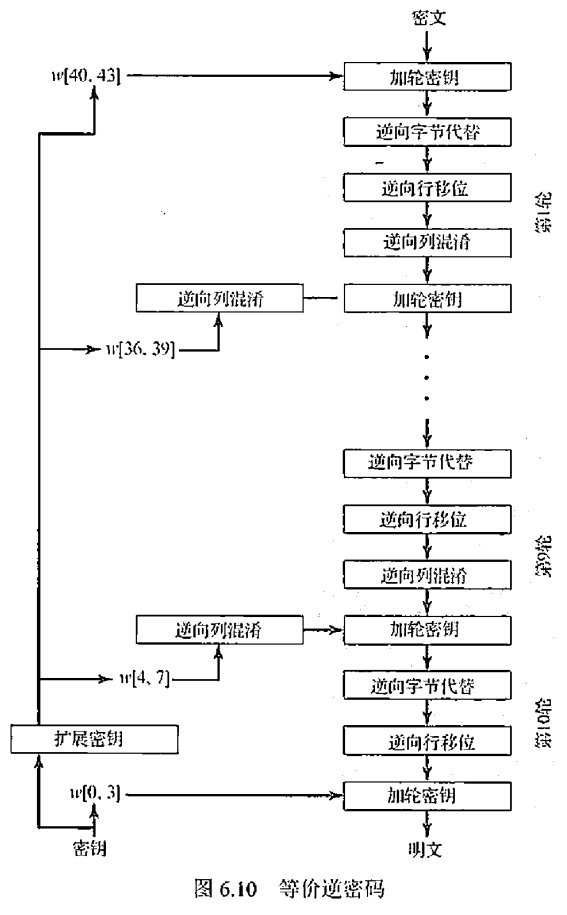 密文
w[40, 43]
加轮密钥
逆向字节代替
逆向行移位
第1轮
逆向列混淆
逆向列混淆
加轮密钥
w[36, 39]
逆向字节代替
逆向行移位
第9轮
逆向列混淆
逆向列混淆
加轮密钥
w[4, 7]
逆向字节代替
第10轮
扩展密钥
逆向行移位
w[0, 3]
加轮密钥
密钥
明文
图 6.10 等价逆密码